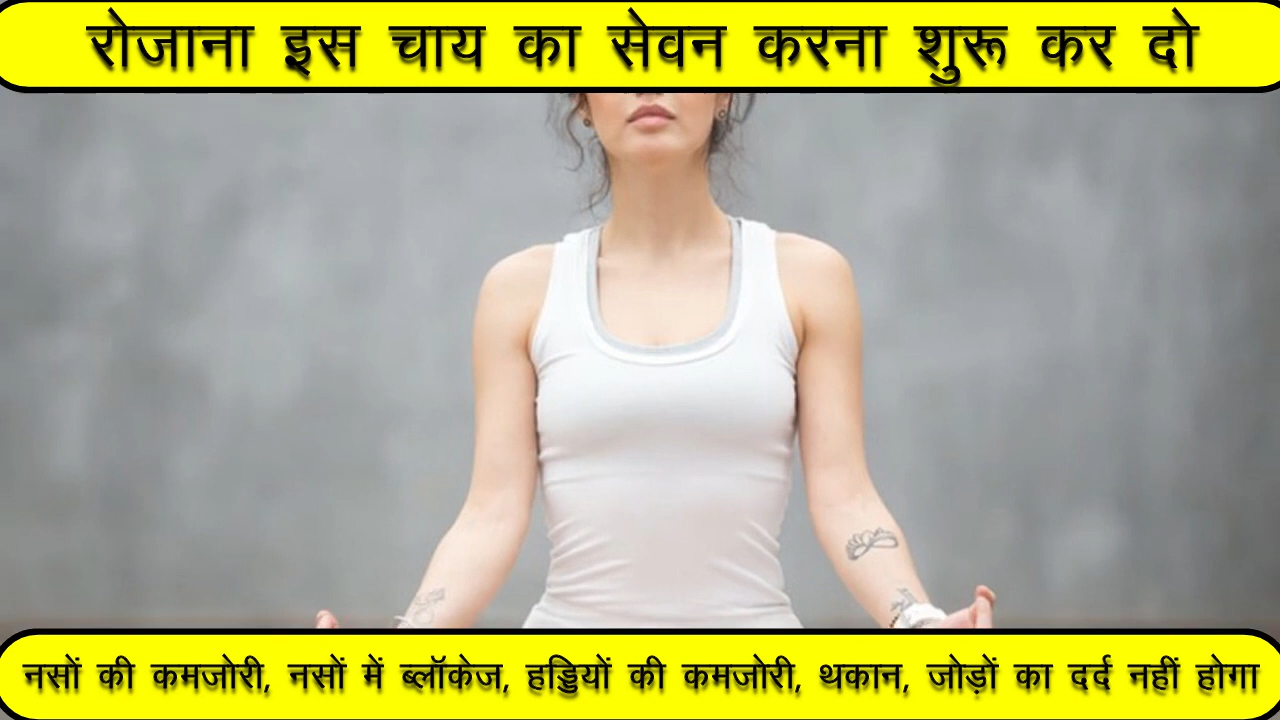 रोजाना इस चाय का सेवन करना शुरू कर दो
नसों की कमजोरी, नसों में ब्लॉकेज, हड्डियों की कमजोरी, थकान, जोड़ों का दर्द नहीं होगा